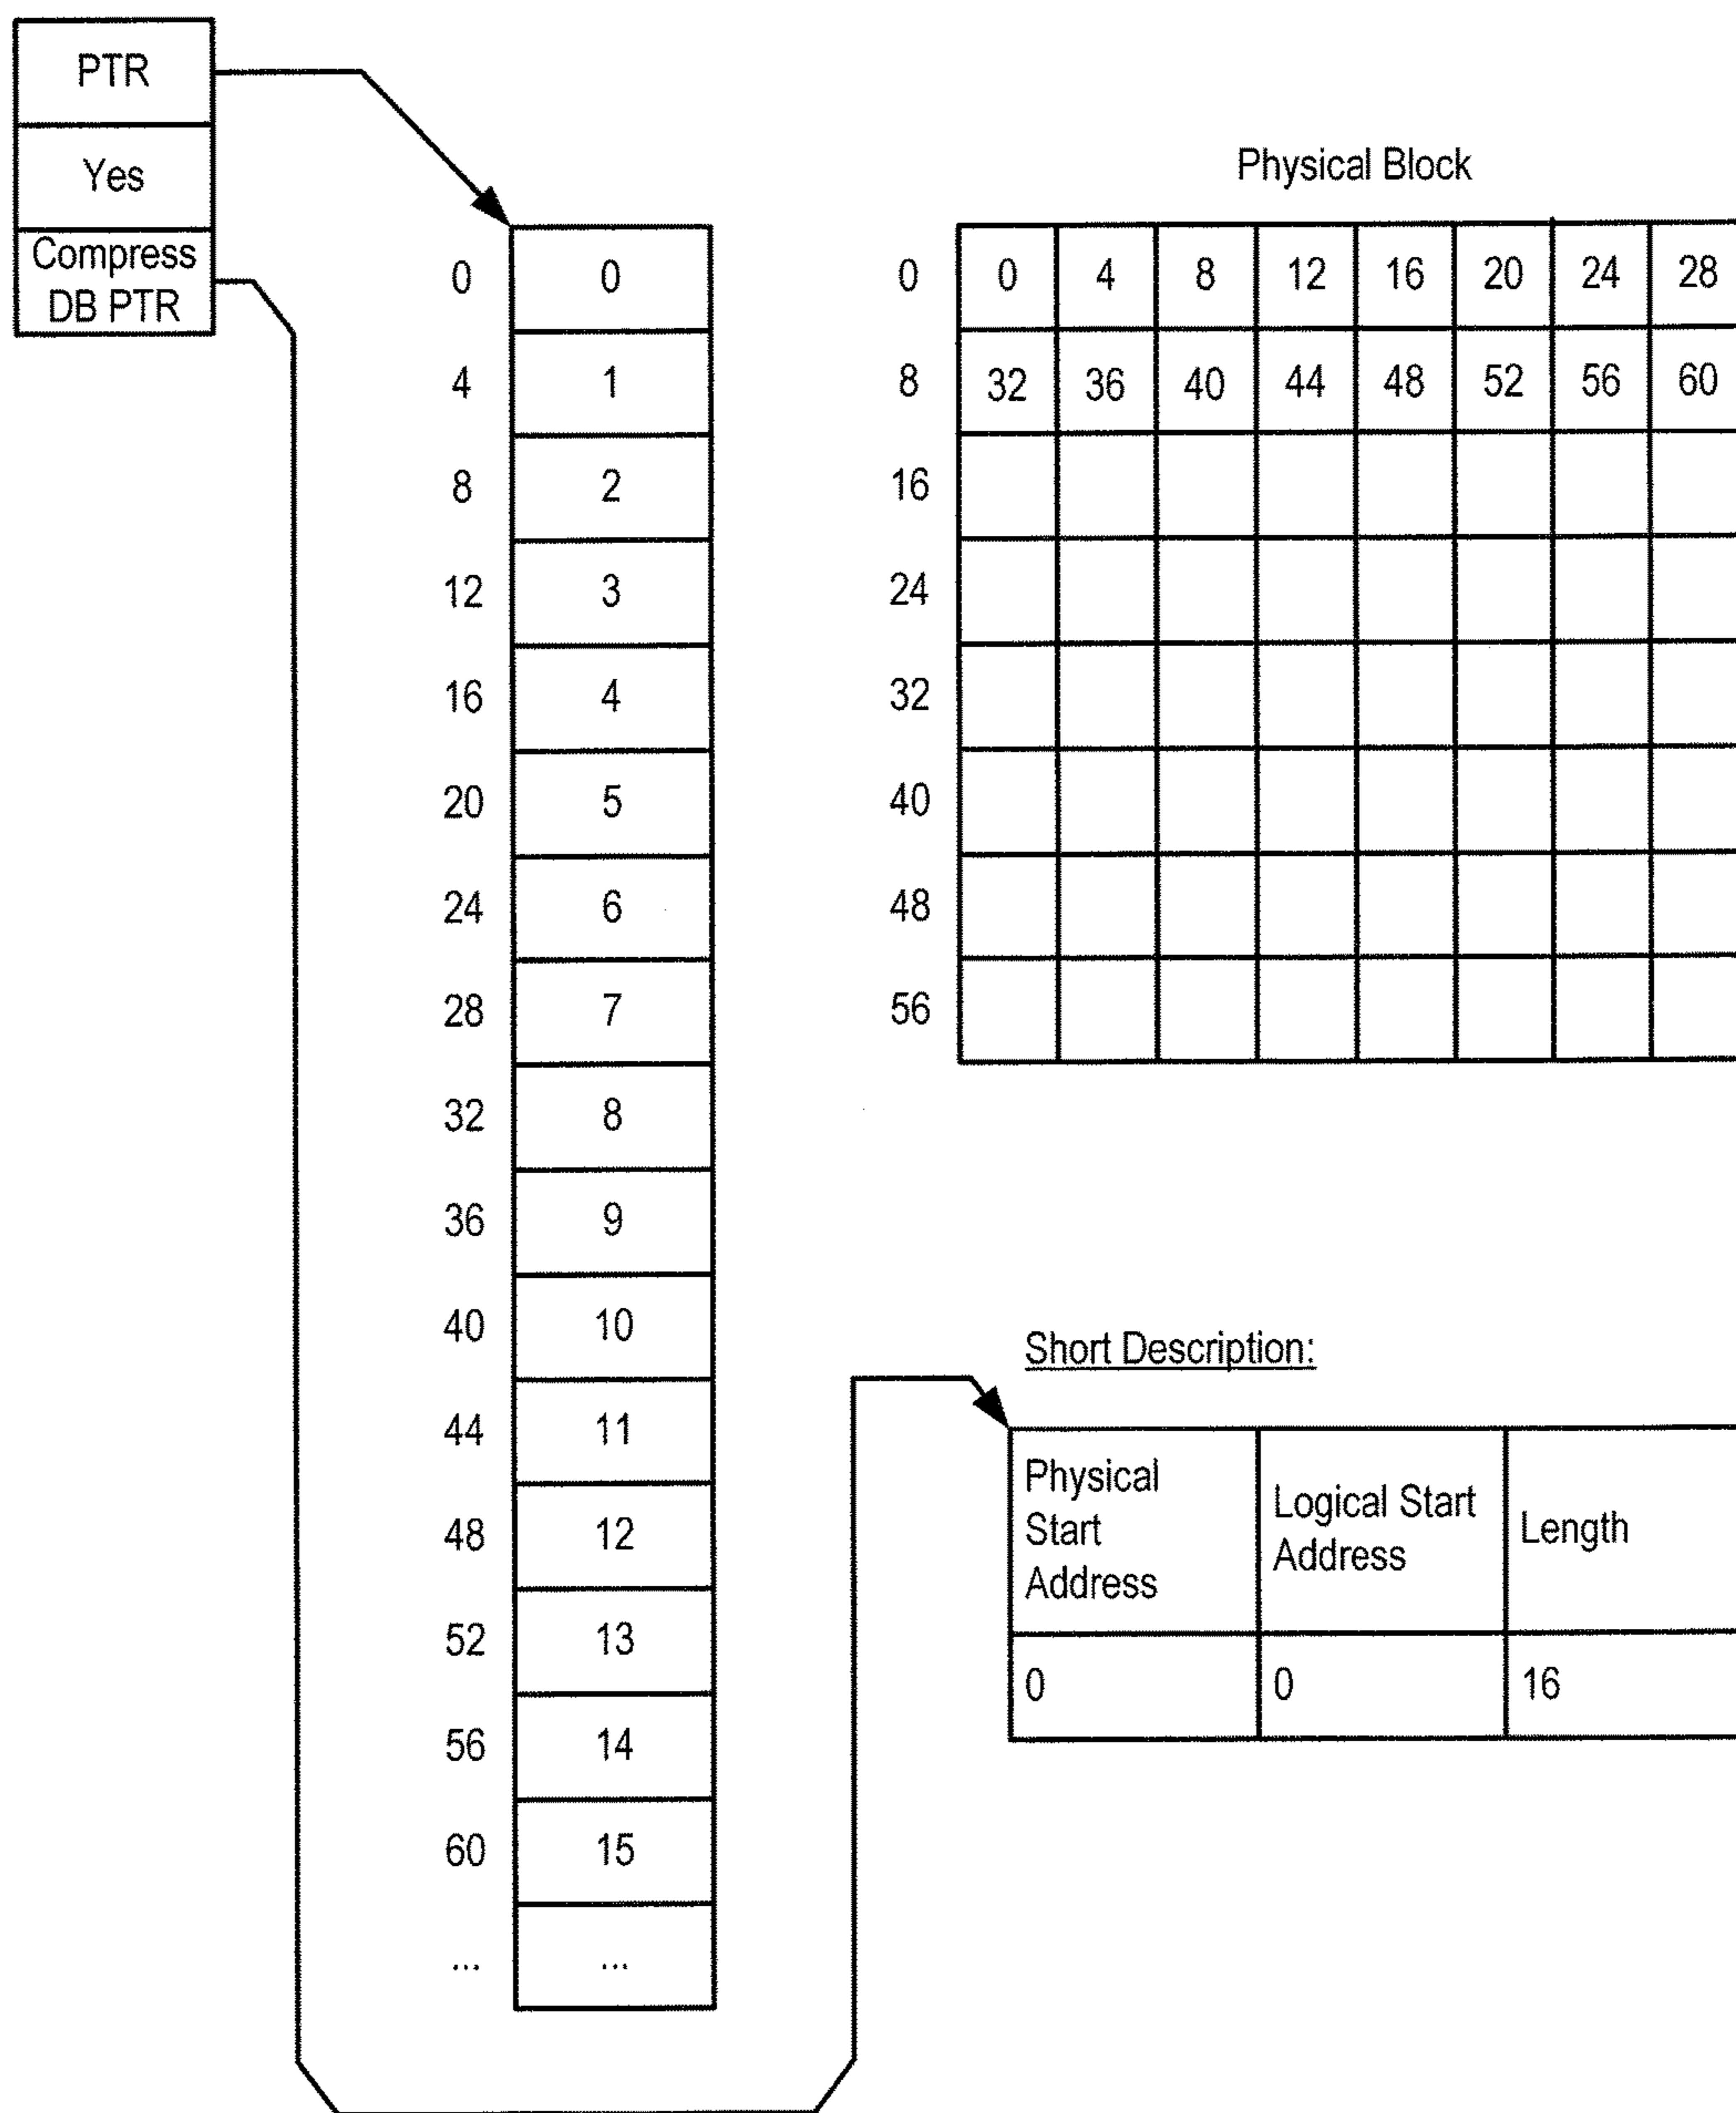 PTR
Yes
Compress
DB PTR
0 0
4 1
8 2
12 3
16 4
20 5
24 6
28 7
32 8
36 9
40 10
44 11
48 12
52 13
56 14
60 15
... ...
Physical Block
0 0 4 8 12 16 20 24 28
8 32 36 40 44 48 52 56 60
16
24
32
40
48
56
Short Description:
Physical
Start
Address
Logical Start
Address
Length
0 0 16